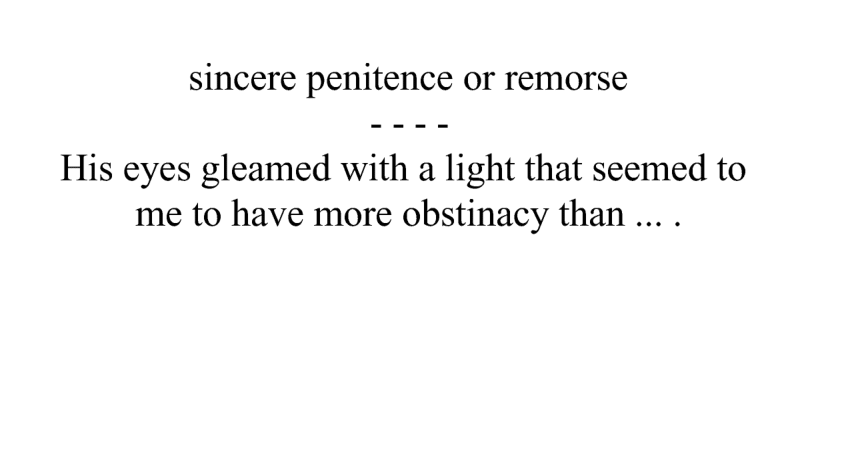 sincere penitence or remorse
- - - -
His eyes gleamed with a light that seemed to
me to have more obstinacy than ... .